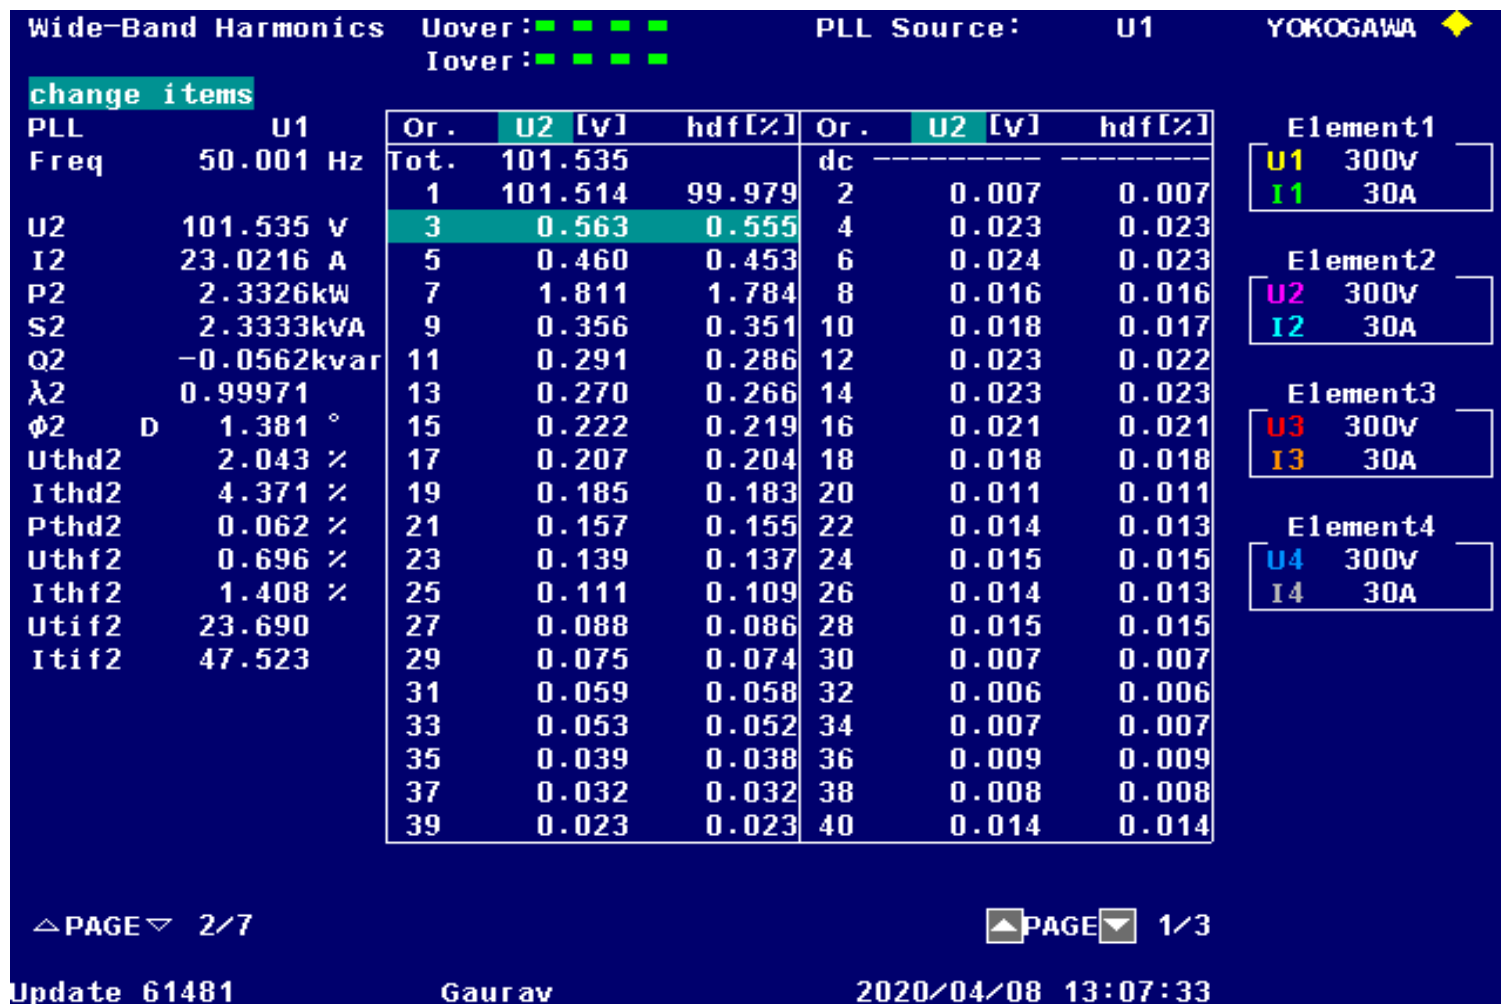 Wide-Band Harmonics Uover: PLL Source: U1 YOKOGAWA
Iover:
change items
PLL U1 Or. U2 [V] hdf[%] Or. U2 [V] hdf[%] Element1
Freq 50.001 Hz Tot. 101.535 dc --------- -------- U1 300V
1 101.514 99.979 2 0.007 0.007 I1 30A
U2 101.535 V 3 0.563 0.555 4 0.023 0.023
I2 23.0216 A 5 0.460 0.453 6 0.024 0.023 Element2
P2 2.3326kW 7 1.811 1.784 8 0.016 0.016 U2 300V
S2 2.3333kVA 9 0.356 0.351 10 0.018 0.017 I2 30A
Q2 -0.0562kvar 11 0.291 0.286 12 0.023 0.022
λ2 0.99971 13 0.270 0.266 14 0.023 0.023 Element3
Φ2 D 1.381 ° 15 0.222 0.219 16 0.021 0.021 U3 300V
Uthd2 2.043 % 17 0.207 0.204 18 0.018 0.018 I3 30A
Ithd2 4.371 % 19 0.185 0.183 20 0.011 0.011
Pthd2 0.062 % 21 0.157 0.155 22 0.014 0.013 Element4
Uthf2 0.696 % 23 0.139 0.137 24 0.015 0.015 U4 300V
Ithf2 1.408 % 25 0.111 0.109 26 0.014 0.013 I4 30A
Utif2 23.690 27 0.088 0.086 28 0.015 0.015
Itif2 47.523 29 0.075 0.074 30 0.007 0.007
31 0.059 0.058 32 0.006 0.006
33 0.053 0.052 34 0.007 0.007
35 0.039 0.038 36 0.009 0.009
37 0.032 0.032 38 0.008 0.008
39 0.023 0.023 40 0.014 0.014
△PAGE▽ 2/7 ▲PAGE▼ 1/3
Update 61481 Gaurav 2020/04/08 13:07:33